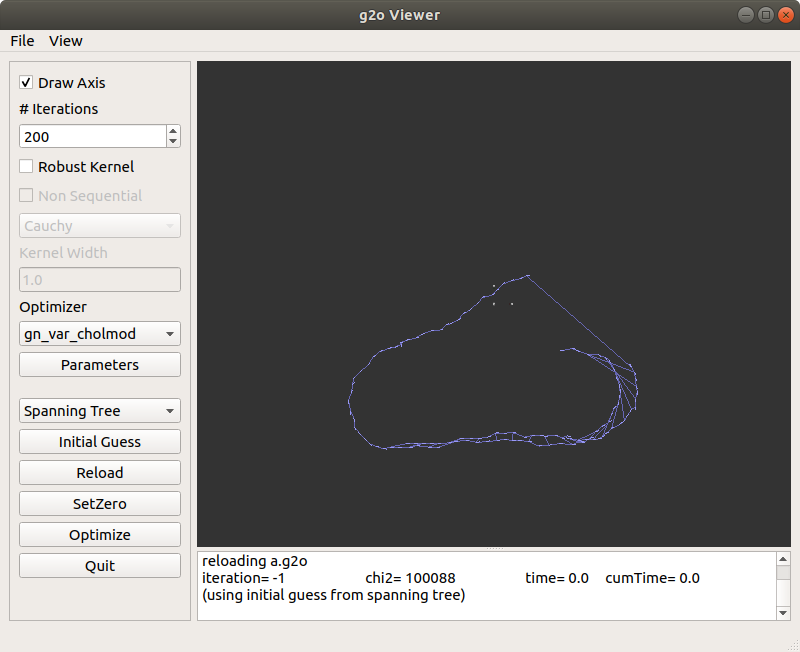 g2o Viewer
File View
Draw Axis
# Iterations
200
Robust Kernel
Non Sequential
Cauchy
Kernel Width
1.0
Optimizer
gn_var_cholmod
Parameters
Spanning Tree
Initial Guess
Reload
SetZero
Optimize
Quit
reloading a.g2o
iteration= -1 chi2= 100088 time= 0.0 cumTime= 0.0
(using initial guess from spanning tree)